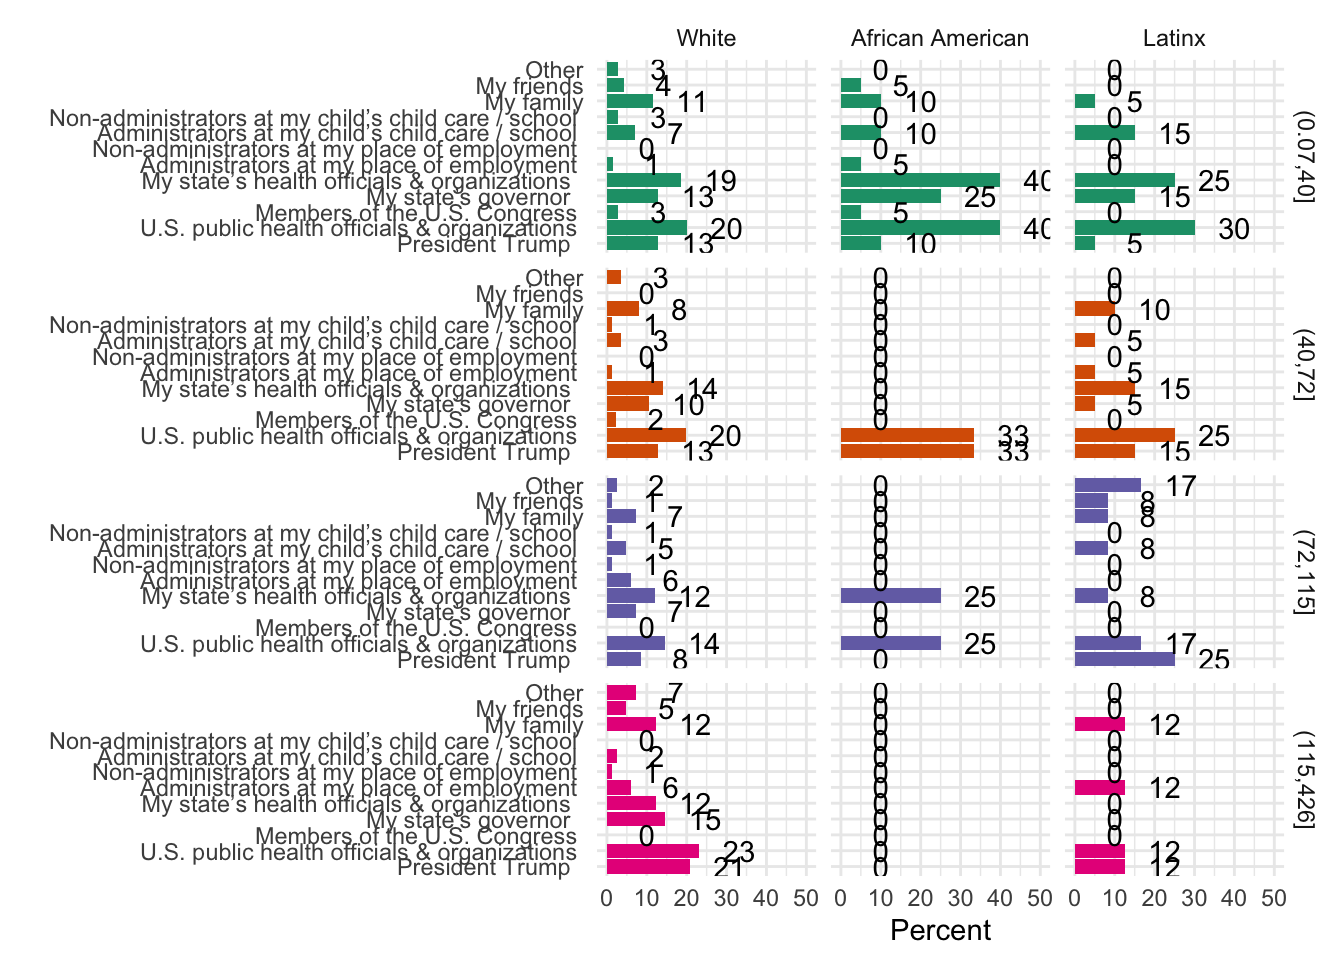 White African American Latinx
Other 3 0 0
My friends 4 5 0
My family 11 10 5
Non-administrators at my child's child care / school 3 0 0
Administrators at my child's child care / school 7 10 15
Non-administrators at my place of employment 0 0 0
Administrators at my place of employment 1 5 0
My state's health officials & organizations 19 40 25
My state's governor 13 25 15
Members of the U.S. Congress 3 5 0
U.S. public health officials & organizations 20 40 30
President Trump 13 10 5
(0.07,40]
Other 3 0 0
My friends 0 0 0
My family 8 0 10
Non-administrators at my child's child care / school 1 0 0
Administrators at my child's child care / school 3 0 5
Non-administrators at my place of employment 0 0 0
Administrators at my place of employment 1 0 5
My state's health officials & organizations 14 0 15
My state's governor 10 0 5
Members of the U.S. Congress 2 0 0
U.S. public health officials & organizations 20 33 25
President Trump 13 33 15
(40,72]
Other 2 0 17
My friends 1 0 8
My family 7 0 8
Non-administrators at my child's child care / school 1 0 0
Administrators at my child's child care / school 5 0 8
Non-administrators at my place of employment 1 0 0
Administrators at my place of employment 6 0 0
My state's health officials & organizations 12 25 8
My state's governor 7 0 0
Members of the U.S. Congress 0 0 0
U.S. public health officials & organizations 14 25 17
President Trump 8 0 25
(72,115]
Other 7 0 0
My friends 5 0 0
My family 12 0 12
Non-administrators at my child's child care / school 0 0 0
Administrators at my child's child care / school 2 0 0
Non-administrators at my place of employment 1 0 0
Administrators at my place of employment 6 0 12
My state's health officials & organizations 12 0 0
My state's governor 15 0 0
Members of the U.S. Congress 0 0 0
U.S. public health officials & organizations 23 0 12
President Trump 21 0 12
(115,426]
0 10 20 30 40 50 0 10 20 30 40 50 0 10 20 30 40 50
Percent